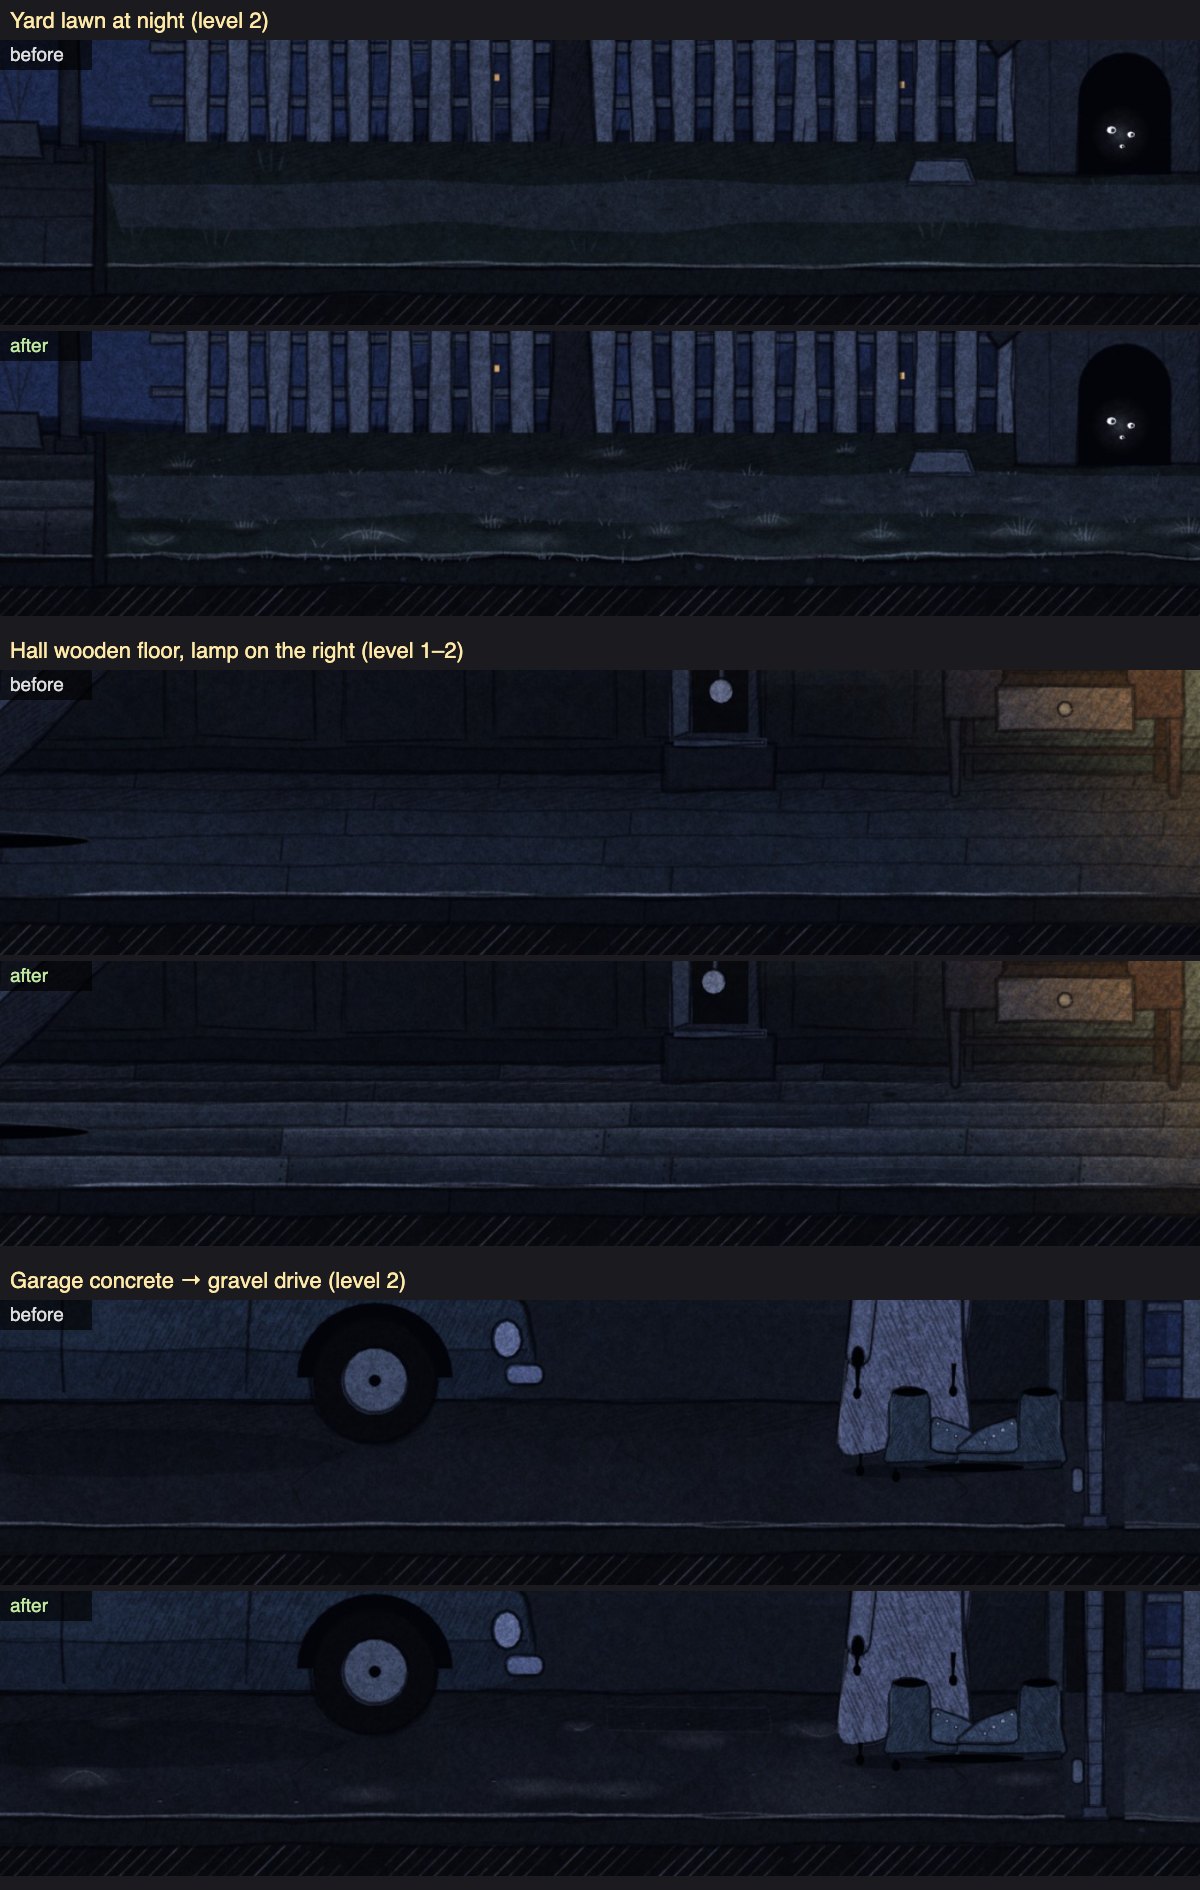 Yard lawn at night (level 2)
before
after
Hall wooden floor, lamp on the right (level 1–2)
before
after
Garage concrete → gravel drive (level 2)
before
after